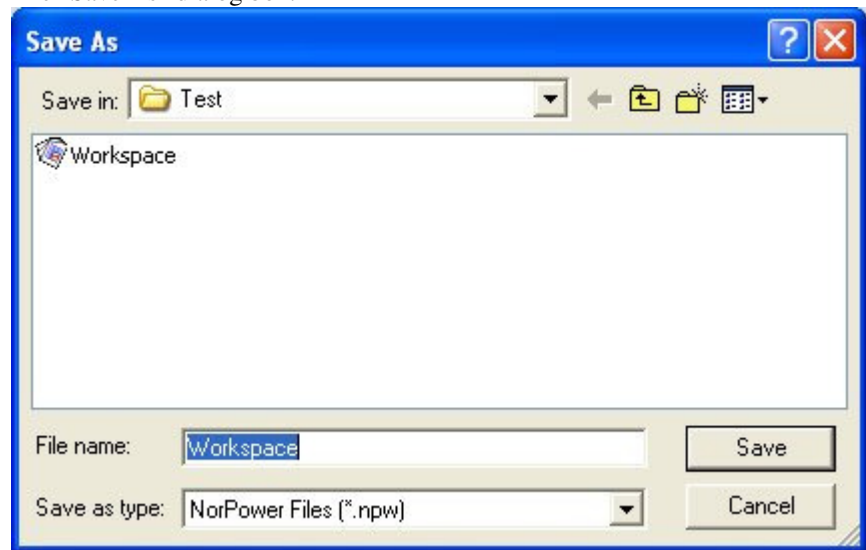 Save As
Save in: Test
Workspace
File name: Workspace
Save
Save as type: NorPower Files (*.npw)
Cancel